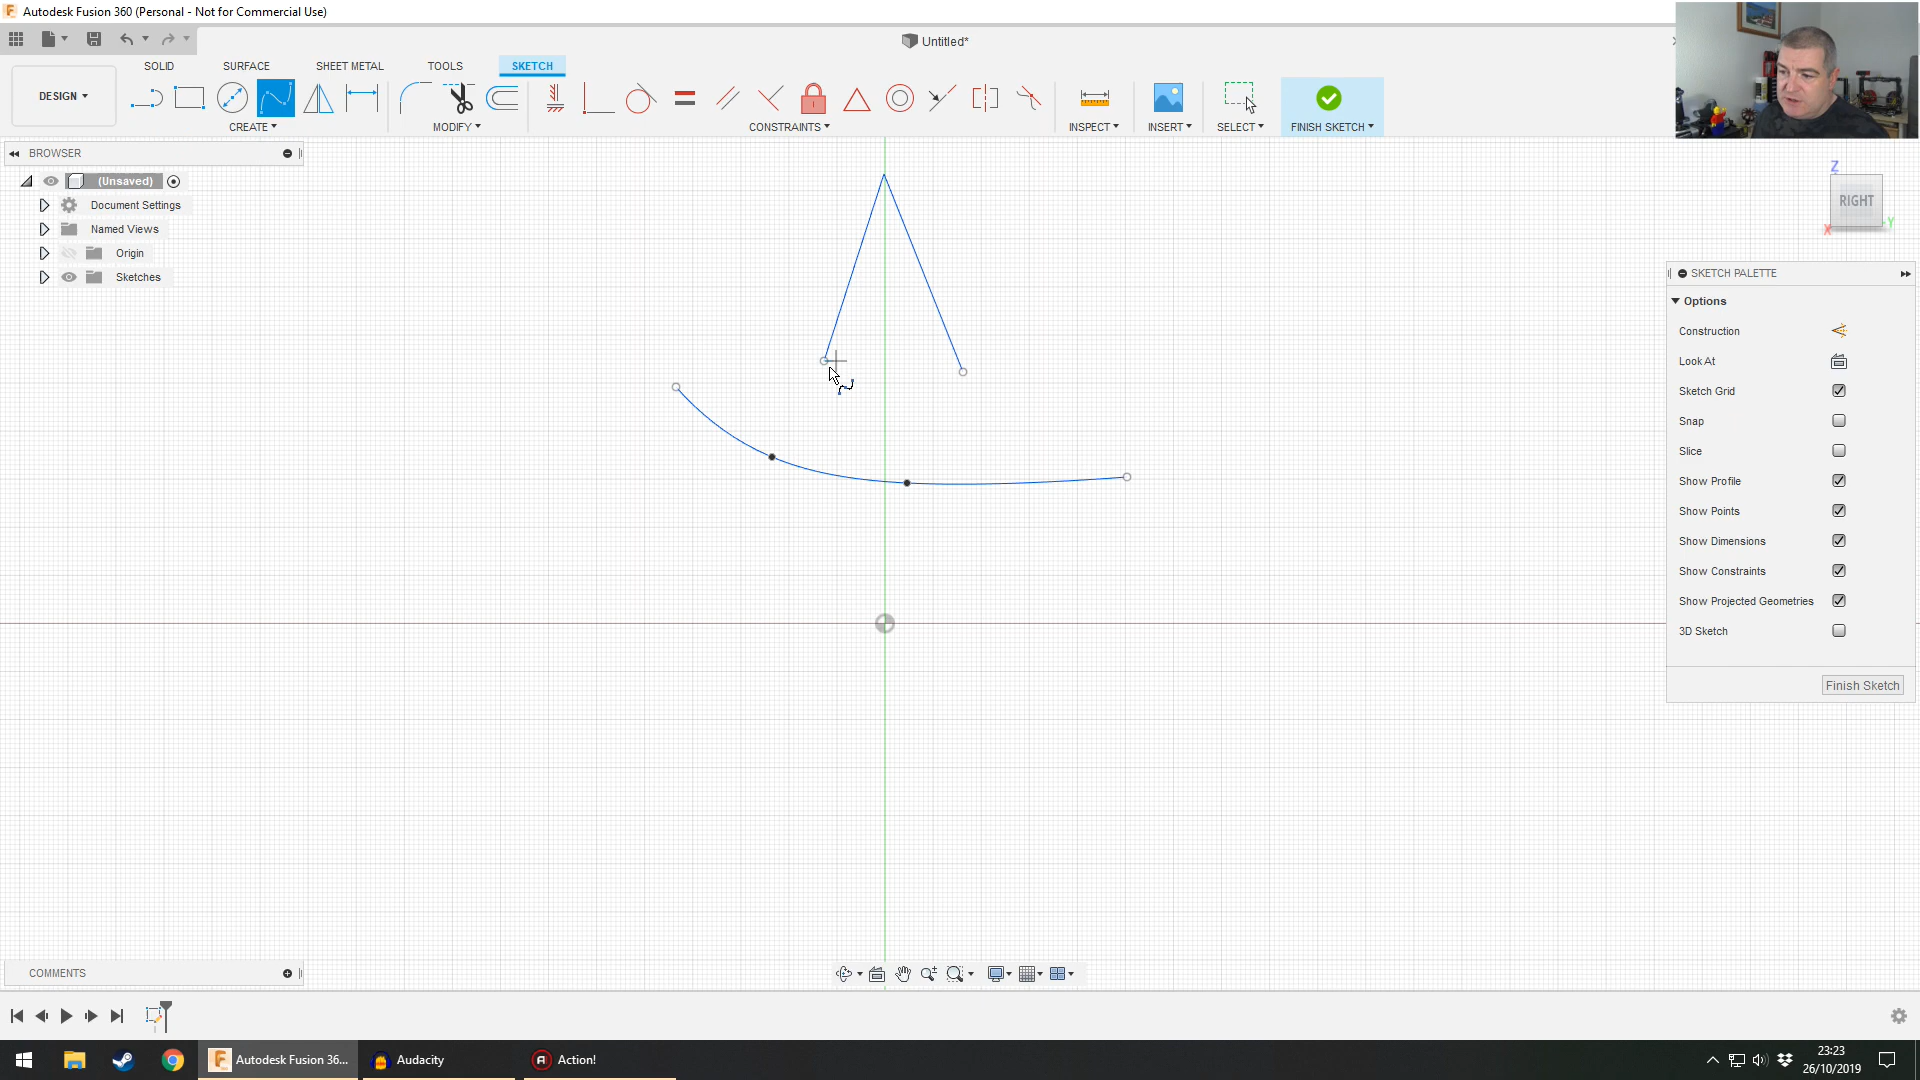 Autodesk Fusion 360 (Personal - Not for Commercial Use)
Untitled*
SOLID
SURFACE
SHEET METAL
TOOLS
SKETCH
DESIGN
CREATE
MODIFY
CONSTRAINTS
INSPECT
INSERT
SELECT
FINISH SKETCH
BROWSER
(Unsaved)
Document Settings
Named Views
Origin
Sketches
Z
RIGHT
X
Y
SKETCH PALETTE
Options
Construction
Look At
Sketch Grid
Snap
Slice
Show Profile
Show Points
Show Dimensions
Show Constraints
Show Projected Geometries
3D Sketch
Finish Sketch
COMMENTS
Autodesk Fusion 36...
Audacity
Action!
23:23
26/10/2019